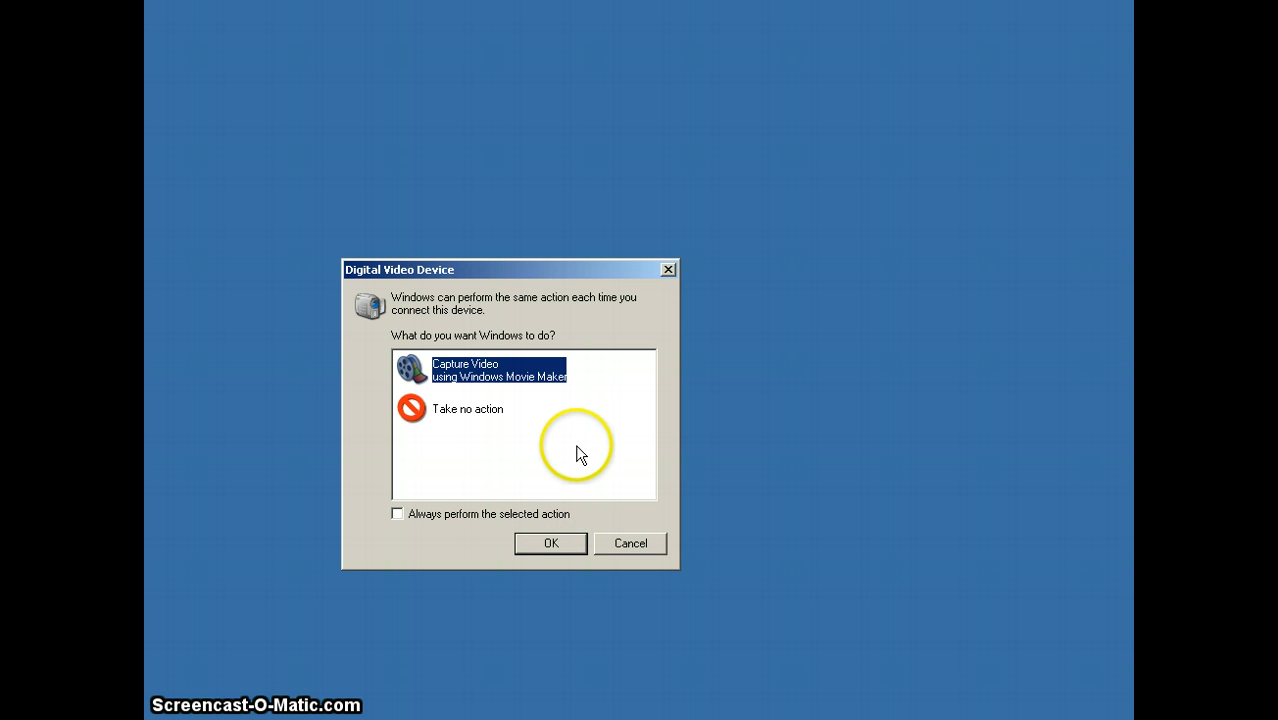 Digital Video Device
Windows can perform the same action each time you
connect this device.
What do you want Windows to do?
Capture Video
using Windows Movie Maker
Take no action
Always perform the selected action
OK
Cancel
Screencast-O-Matic.com